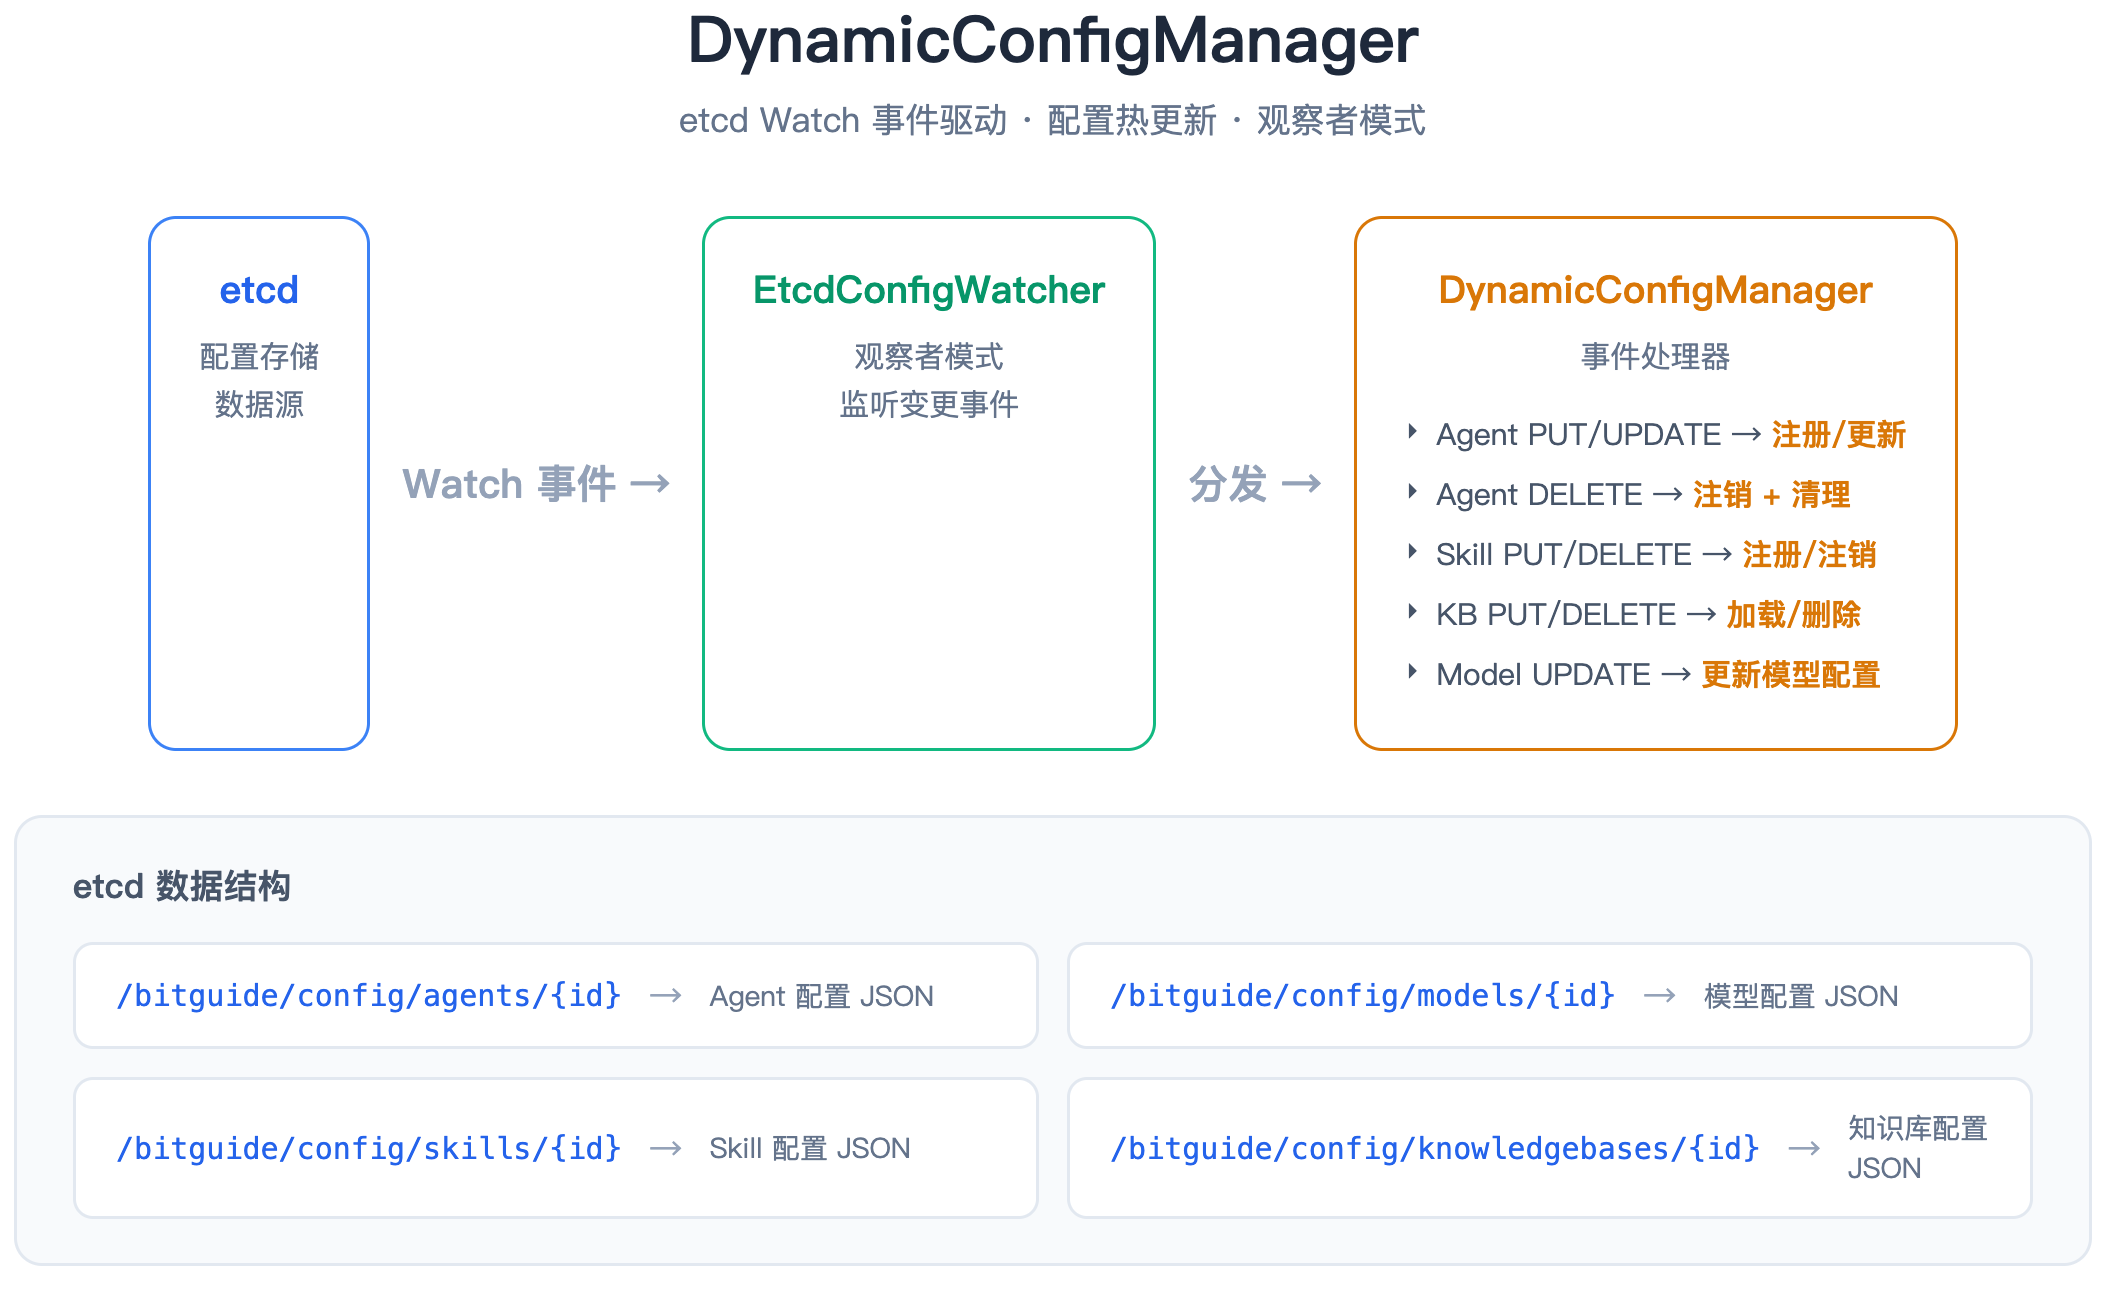 DynamicConfigManager
etcd Watch 事件驱动 · 配置热更新 · 观察者模式
etcd
配置存储
数据源
Watch 事件 →
EtcdConfigWatcher
观察者模式
监听变更事件
分发 →
DynamicConfigManager
事件处理器
Agent PUT/UPDATE → 注册/更新
Agent DELETE → 注销 + 清理
Skill PUT/DELETE → 注册/注销
KB PUT/DELETE → 加载/删除
Model UPDATE → 更新模型配置
etcd 数据结构
/bitguide/config/agents/{id} → Agent 配置 JSON
/bitguide/config/models/{id} → 模型配置 JSON
/bitguide/config/skills/{id} → Skill 配置 JSON
/bitguide/config/knowledgebases/{id} → 知识库配置
JSON